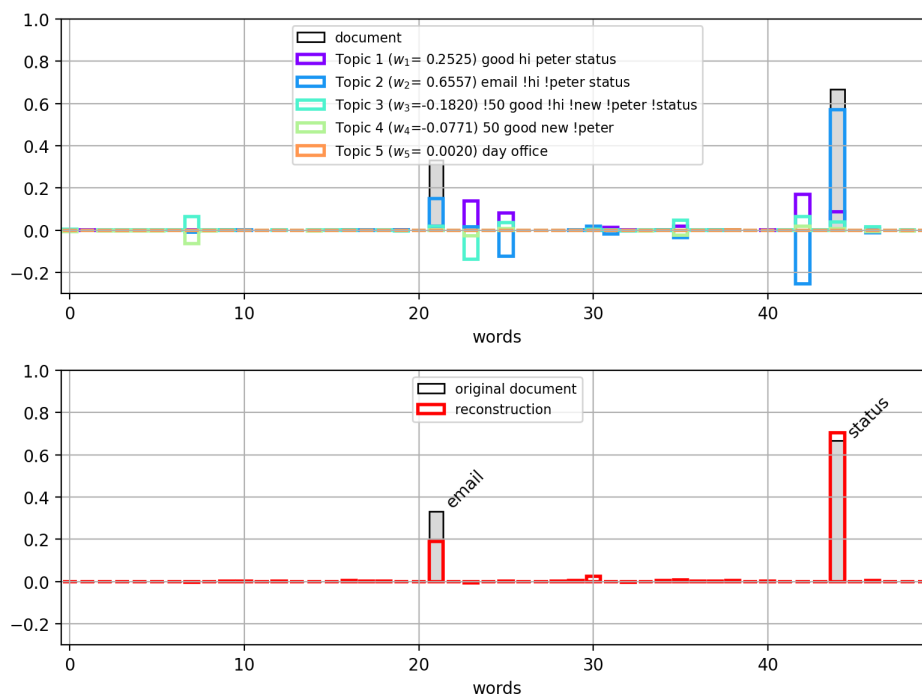 1.0
0.8
0.6
0.4
0.2
0.0
−0.2
document
Topic 1 (w₁= 0.2525) good hi peter status
Topic 2 (w₂= 0.6557) email !hi !peter status
Topic 3 (w₃=-0.1820) !50 good !hi !new !peter !status
Topic 4 (w₄=-0.0771) 50 good new !peter
Topic 5 (w₅= 0.0020) day office
0 10 20 30 40
words
1.0
0.8
0.6
0.4
0.2
0.0
−0.2
original document
reconstruction
email
status
0 10 20 30 40
words